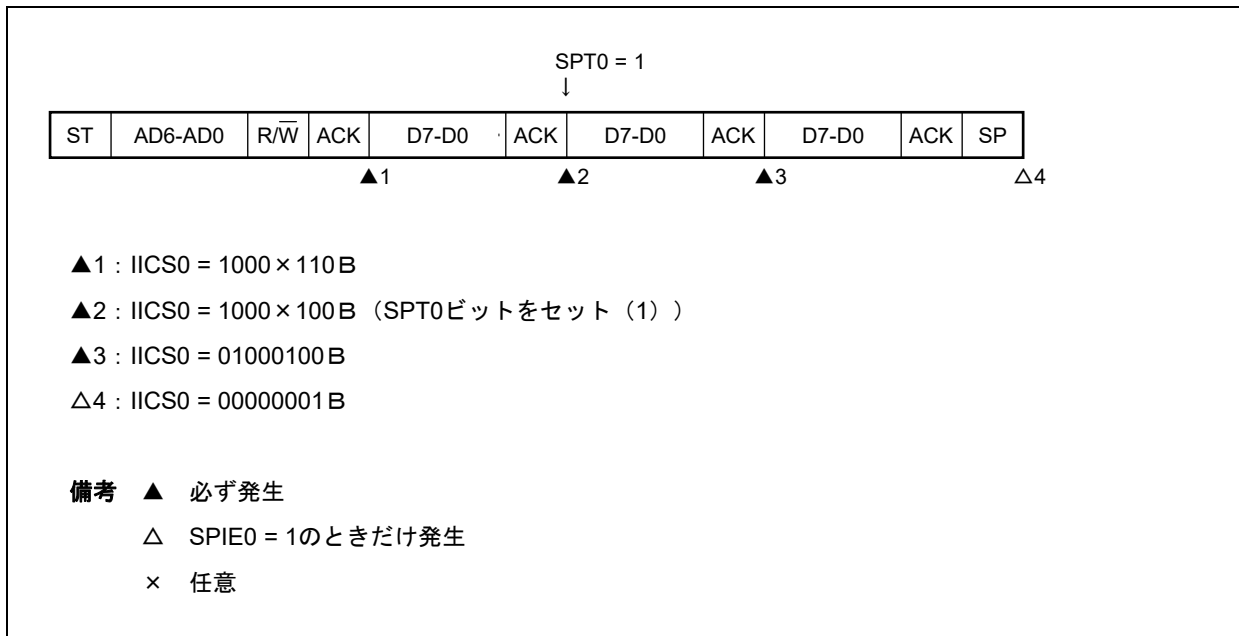 SPT0 = 1
↓
ST AD6-AD0 R/W̅ ACK D7-D0 ACK D7-D0 ACK D7-D0 ACK SP
▲1 ▲2 ▲3 △4
▲1：IICS0 = 1000×110B
▲2：IICS0 = 1000×100B（SPT0ビットをセット（1））
▲3：IICS0 = 01000100B
△4：IICS0 = 00000001B
備考 ▲ 必ず発生
△ SPIE0 = 1のときだけ発生
× 任意